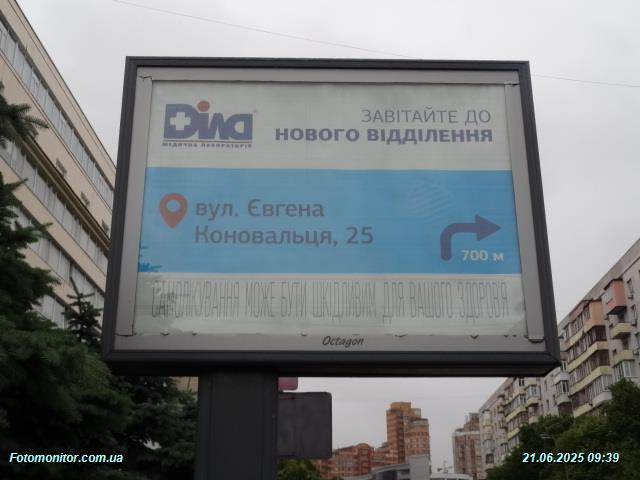 Діла
МЕДИЧНА ЛАБОРАТОРІЯ
ЗАВІТАЙТЕ ДО
НОВОГО ВІДДІЛЕННЯ
вул. Євгена
Коновальця, 25
700 м
САМОЛІКУВАННЯ МОЖЕ БУТИ ШКІДЛИВИМ ДЛЯ ВАШОГО ЗДОРОВ'Я
Octagon
Fotomonitor.com.ua
21.06.2025 09:39